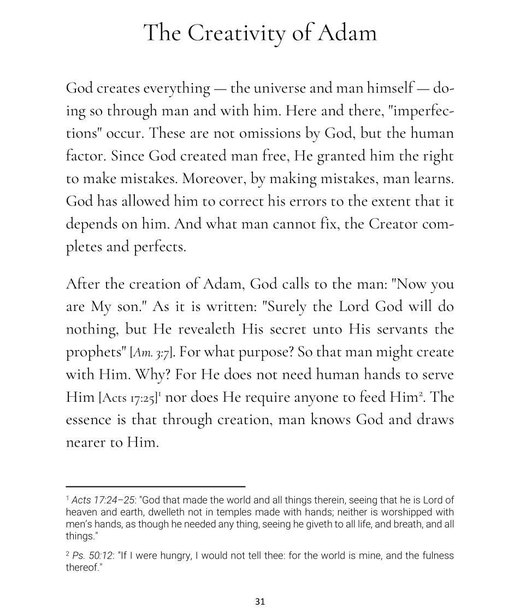 The Creativity of Adam
God creates everything — the universe and man himself — do-
ing so through man and with him. Here and there, "imperfec-
tions" occur. These are not omissions by God, but the human
factor. Since God created man free, He granted him the right
to make mistakes. Moreover, by making mistakes, man learns.
God has allowed him to correct his errors to the extent that it
depends on him. And what man cannot fix, the Creator com-
pletes and perfects.
After the creation of Adam, God calls to the man: "Now you
are My son." As it is written: "Surely the Lord God will do
nothing, but He revealeth His secret unto His servants the
prophets" [Am. 3:7]. For what purpose? So that man might create
with Him. Why? For He does not need human hands to serve
Him [Acts 17:25]¹ nor does He require anyone to feed Him². The
essence is that through creation, man knows God and draws
nearer to Him.
¹ Acts 17:24–25: "God that made the world and all things therein, seeing that he is Lord of
heaven and earth, dwelleth not in temples made with hands; neither is worshipped with
men's hands, as though he needed any thing, seeing he giveth to all life, and breath, and all
things."
² Ps. 50:12: "If I were hungry, I would not tell thee: for the world is mine, and the fulness
thereof."
31